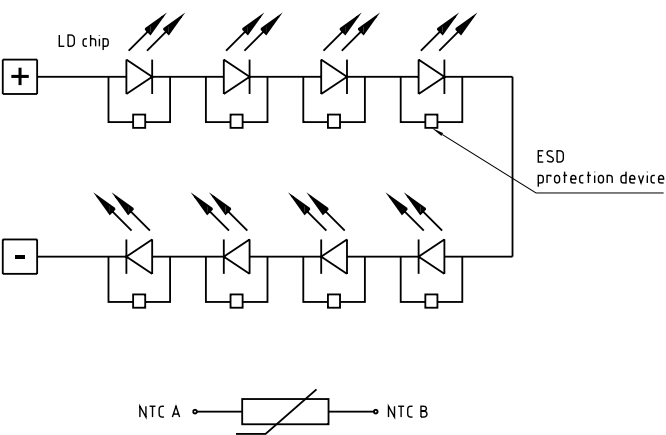 LD chip
+
ESD
protection device
-
NTC A
NTC B